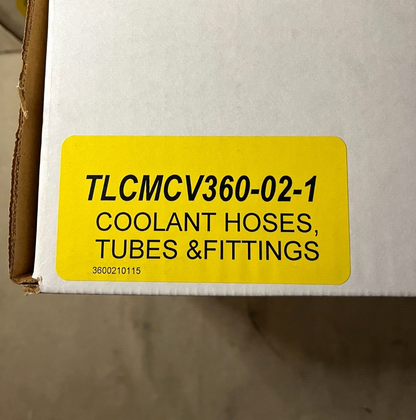 TLCMCV360-02-1
COOLANT HOSES,
TUBES &FITTINGS
3600210115